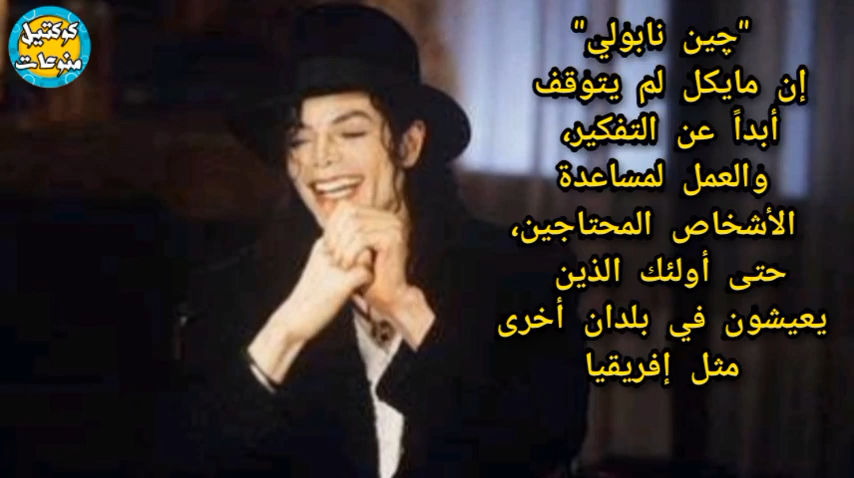 كوكتيل
منوعات
"چين نابولي"
إن مايكل لم يتوقف
أبداً عن التفكير،
والعمل لمساعدة
الأشخاص المحتاجين،
حتى أولئك الذين
يعيشون في بلدان أخرى
مثل إفريقيا